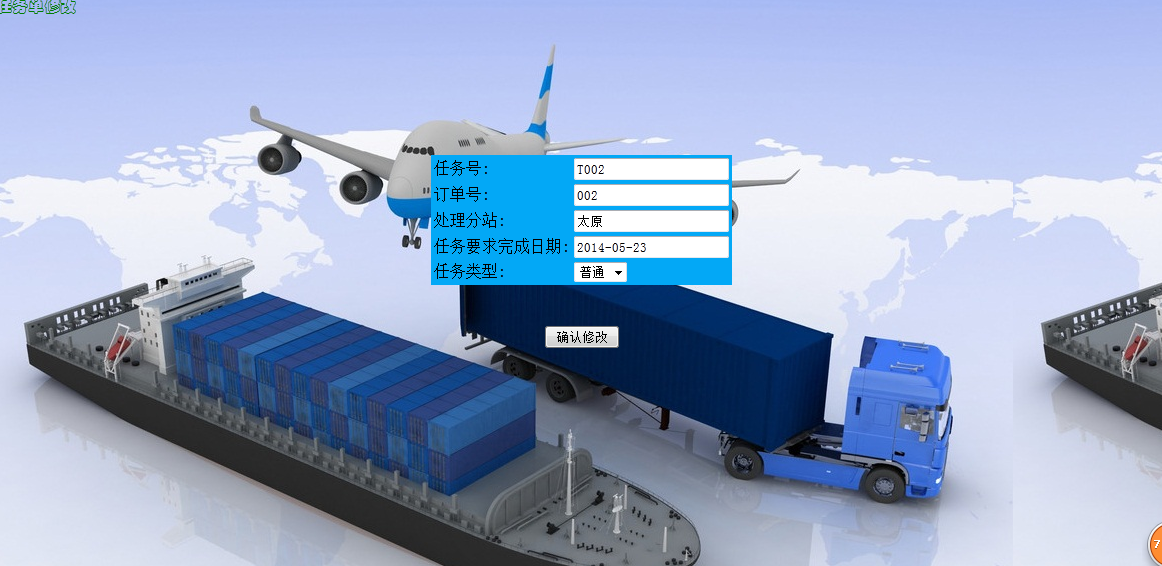 任务单修改
任务号: T002
订单号: 002
处理分站: 太原
任务要求完成日期: 2014-05-23
任务类型: 普通
确认修改
7